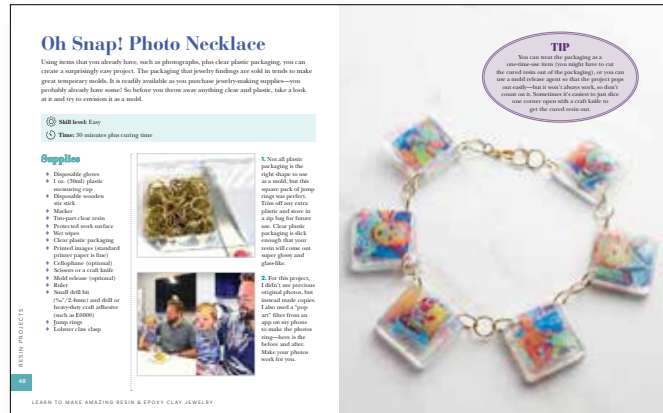 Oh Snap! Photo Necklace
Using items that you already have, such as photographs, plus clear plastic packaging, you can
create a surprisingly easy project. The packaging that jewelry findings are sold in tends to make
great temporary molds. It is readily available as you purchase jewelry-making supplies—you
probably already have some! So before you throw away anything clear and plastic, take a look
at it and try to envision it as a mold.
Skill level: Easy
Time: 30 minutes plus curing time
Supplies
Disposable gloves
1 oz. (30ml) plastic
measuring cup
Disposable wooden
stir stick
Marker
Two-part clear resin
Protected work surface
Wet wipes
Clear plastic packaging
Printed images (standard
printer paper is fine)
Cellophane (optional)
Scissors or a craft knife
Mold release (optional)
Ruler
Small drill bit
(³⁄₃₂"/2.4mm) and drill or
heavy-duty craft adhesive
(such as E6000)
Jump rings
Lobster claw clasp
1. Not all plastic
packaging is the
right shape to use
as a mold, but this
square pack of jump
rings was perfect.
Trim off any extra
plastic and store in
a zip bag for future
use. Clear plastic
packaging is slick
enough that your
resin will come out
super glossy and
glass-like.
2. For this project,
I didn't use precious
original photos, but
instead made copies.
I also used a "pop
art" filter from an
app on my phone
to make the photos
zing—here is the
before and after.
Make your photos
work for you.
RESIN PROJECTS
48
LEARN TO MAKE AMAZING RESIN & EPOXY CLAY JEWELRY
TIP
You can treat the packaging as a
one-time-use item (you might have to cut
the cured resin out of the packaging), or you can
use a mold release agent so that the project pops
out easily—but it won't always work, so don't
count on it. Sometimes it's easiest to just slice
one corner open with a craft knife to
get the cured resin out.